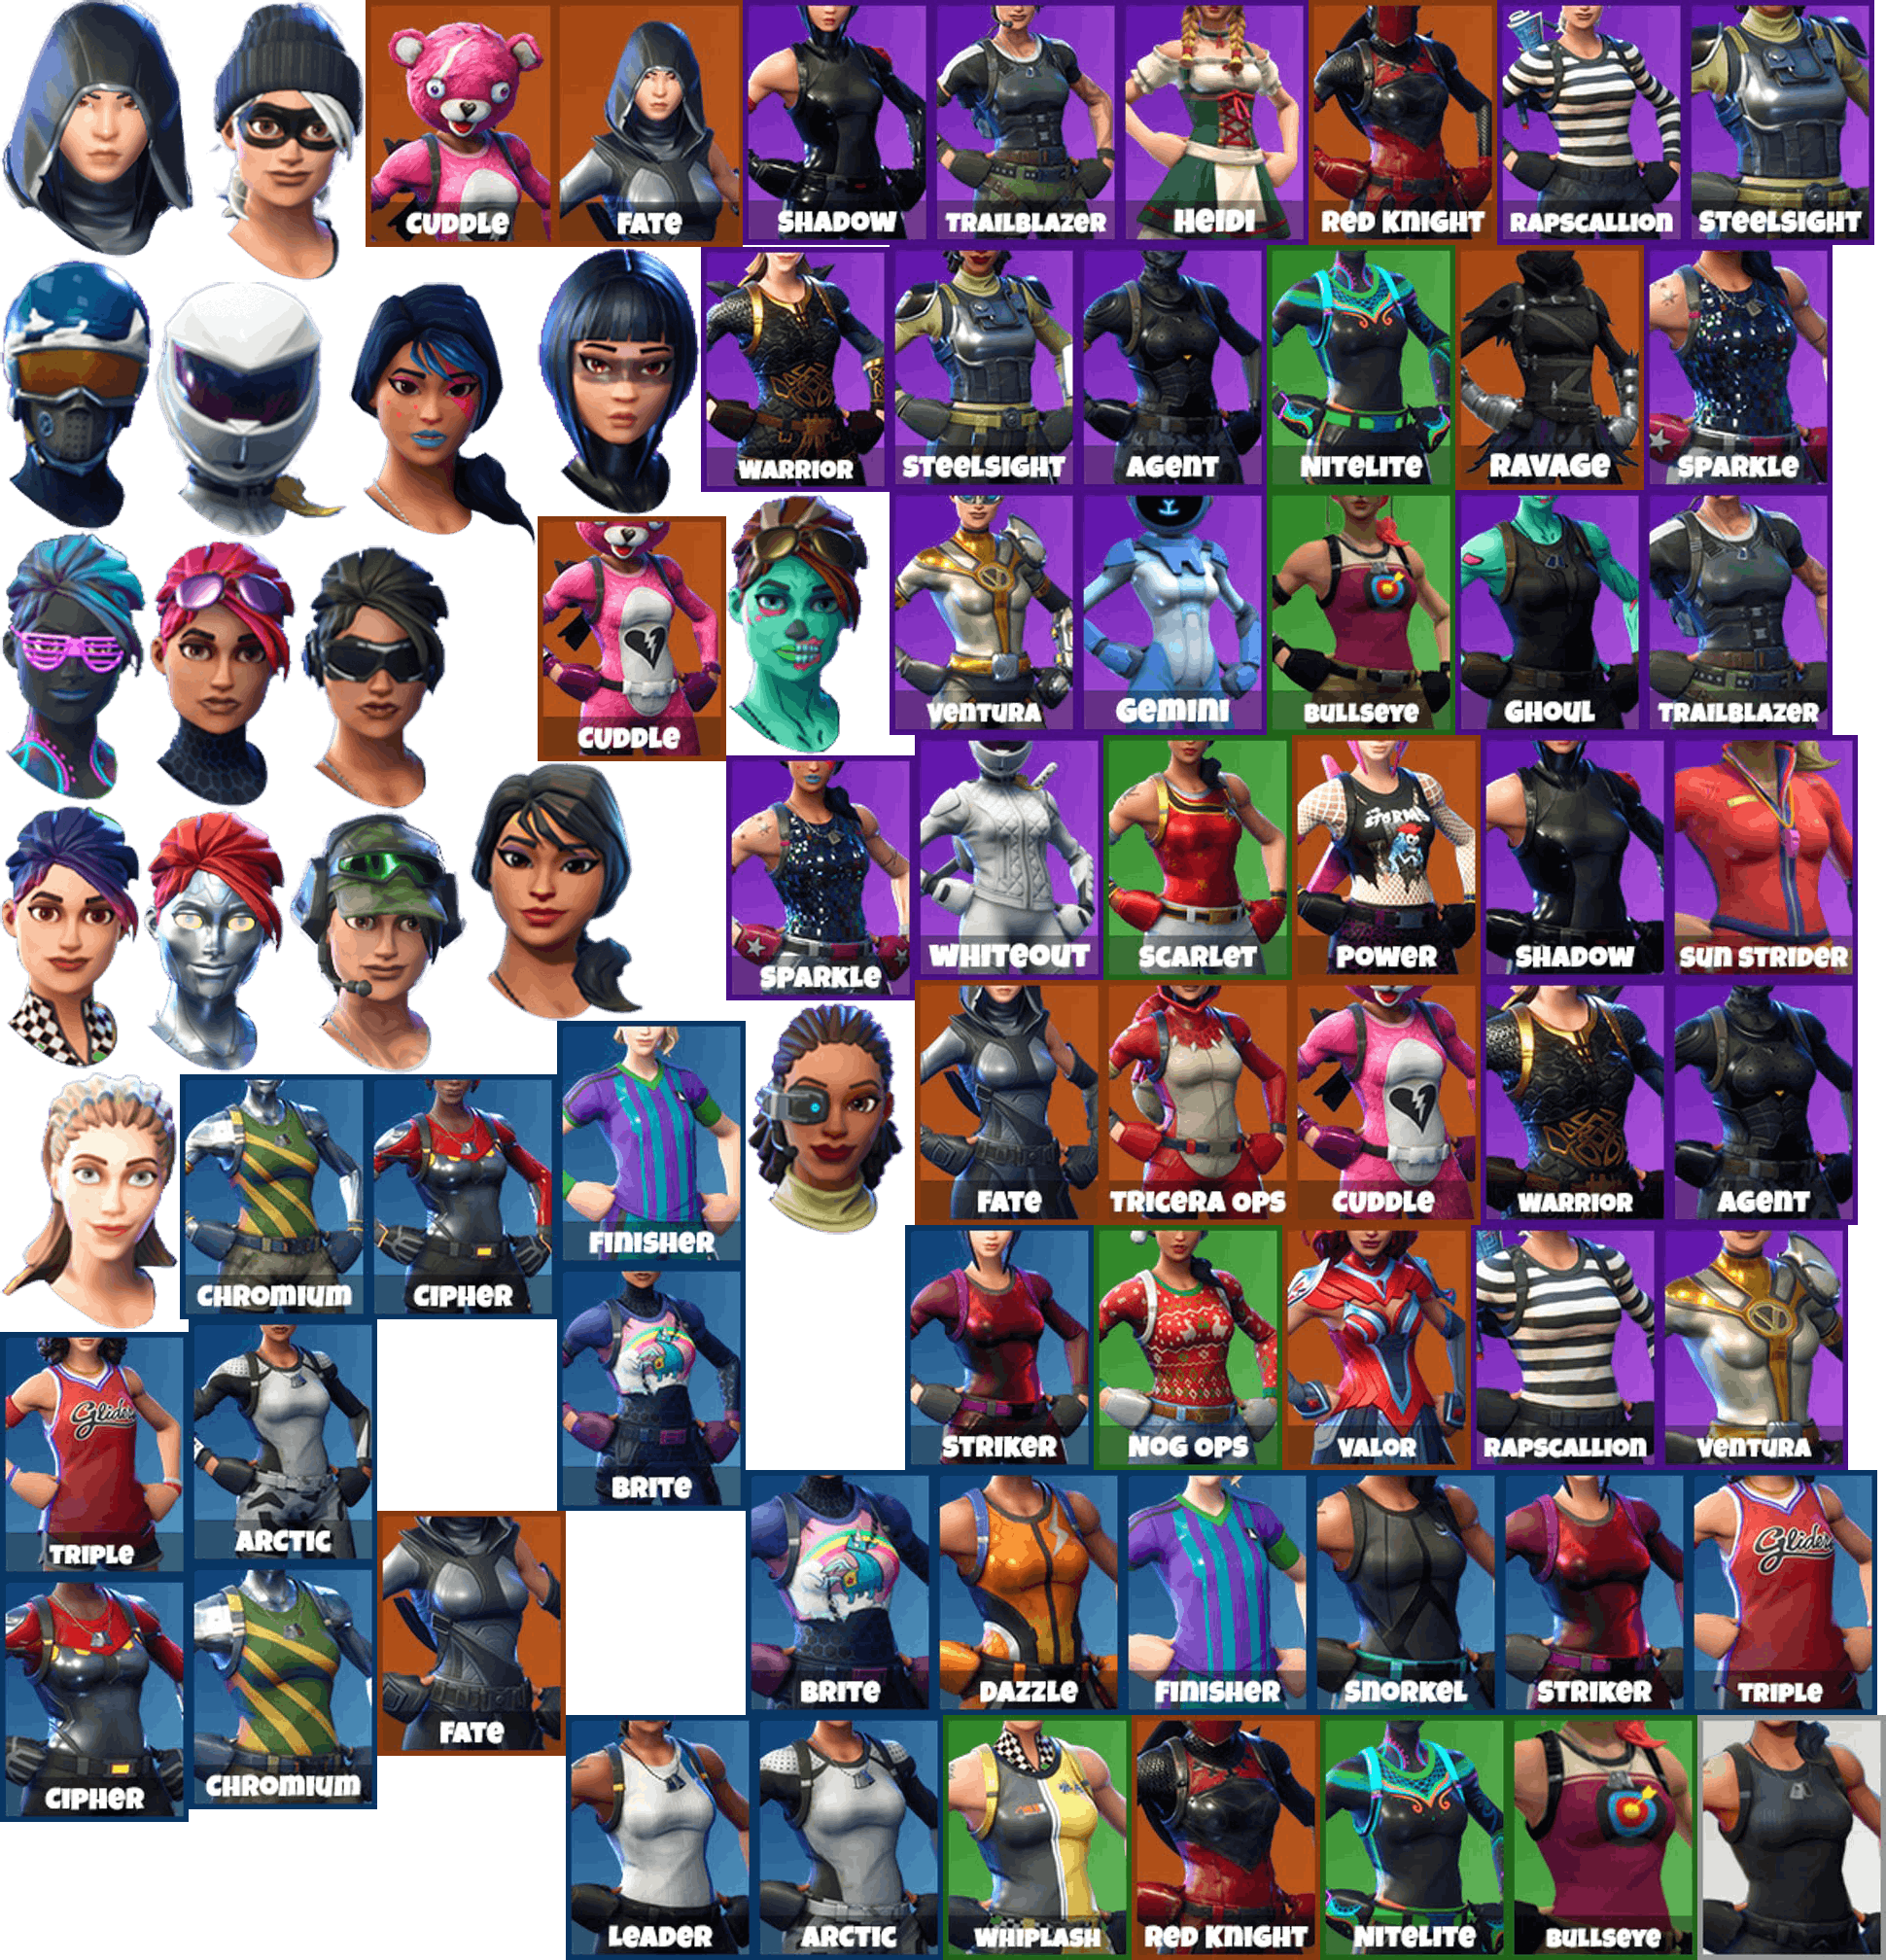 CUDDLE
FATE
SHADOW
TRAILBLAZER
HEIDI
RED KNIGHT
RAPSCALLION
STEELSIGHT
WARRIOR
STEELSIGHT
AGENT
NITELITE
RAVAGE
SPARKLE
CUDDLE
VENTURA
GEMINI
BULLSEYE
GHOUL
TRAILBLAZER
SPARKLE
WHITEOUT
SCARLET
POWER
SHADOW
SUN STRIDER
FATE
TRICERA OPS
CUDDLE
WARRIOR
AGENT
CHROMIUM
CIPHER
FINISHER
STRIKER
NOG OPS
VALOR
RAPSCALLION
VENTURA
Glider
TRIPLE
ARCTIC
BRITE
CIPHER
CHROMIUM
FATE
BRITE
DAZZLE
FINISHER
SNORKEL
STRIKER
Glider
TRIPLE
LEADER
ARCTIC
WHIPLASH
RED KNIGHT
NITELITE
BULLSEYE